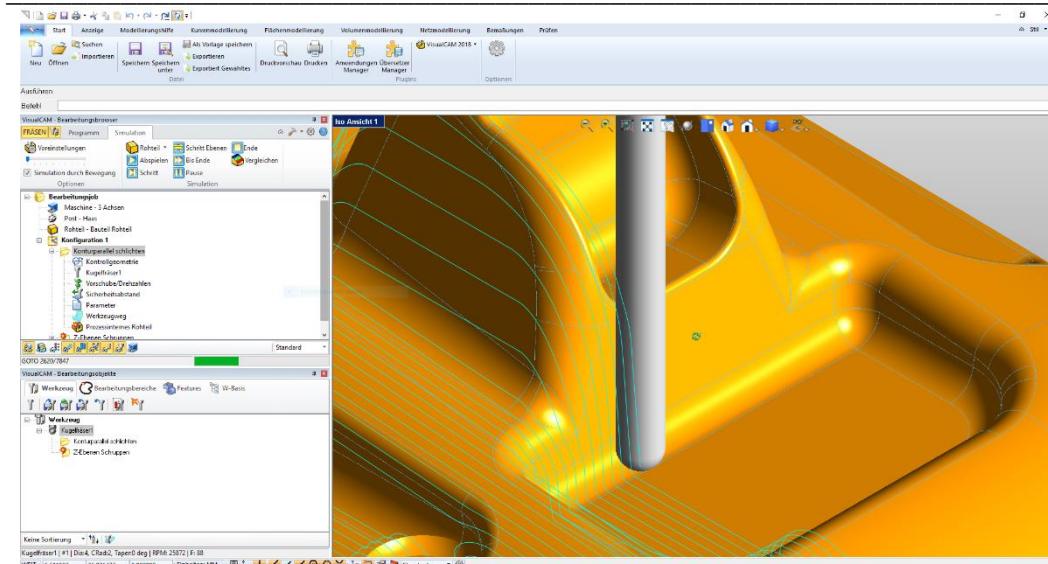 Start Anzeige Modellierungshilfe Kurvenmodellierung Flächenmodellierung Volumenmodellierung Netzmodellierung Bemaßungen Prüfen Stil
Neu Öffnen Suchen Importieren
Speichern Speichern unter
Als Vorlage speichern
Exportieren
Exportiert Gewähltes
Druckvorschau Drucken
Anwendungen Manager
Übersetzer Manager
VisualCAM 2018
Optionen
Datei Plugins Optionen
Ausführen
Befehl
VisualCAM - Bearbeitungsbrowser
FRÄSEN Programm Simulation
Voreinstellungen
Simulation durch Bewegung
Optionen
Rohteil Schritt Ebenen Ende
Abspielen Bis Ende Vergleichen
Schritt Pause
Simulation
Bearbeitungsjob
Maschine - 3 Achsen
Post - Haas
Rohteil - Bauteil Rohteil
Konfiguration 1
Konturparallel schlichten
Kontrollgeometrie
Kugelfräser1
Vorschübe/Drehzahlen
Sicherheitsabstand
Parameter
Werkzeugweg
Prozessinternes Rohteil
Z-Ebenen Schruppen
Standard
GOTO 2620/7847
VisualCAM - Bearbeitungsobjekte
Werkzeug Bearbeitungsbereiche Features W-Basis
Werkzeug
Kugelfräser1
Konturparallel schlichten
Z-Ebenen Schruppen
Keine Sortierung
Kugelfräser1 | #1 | Dia:4, CRad:2, Taper:0 deg | RPM: 25872 | F: 88
Iso Ansicht 1